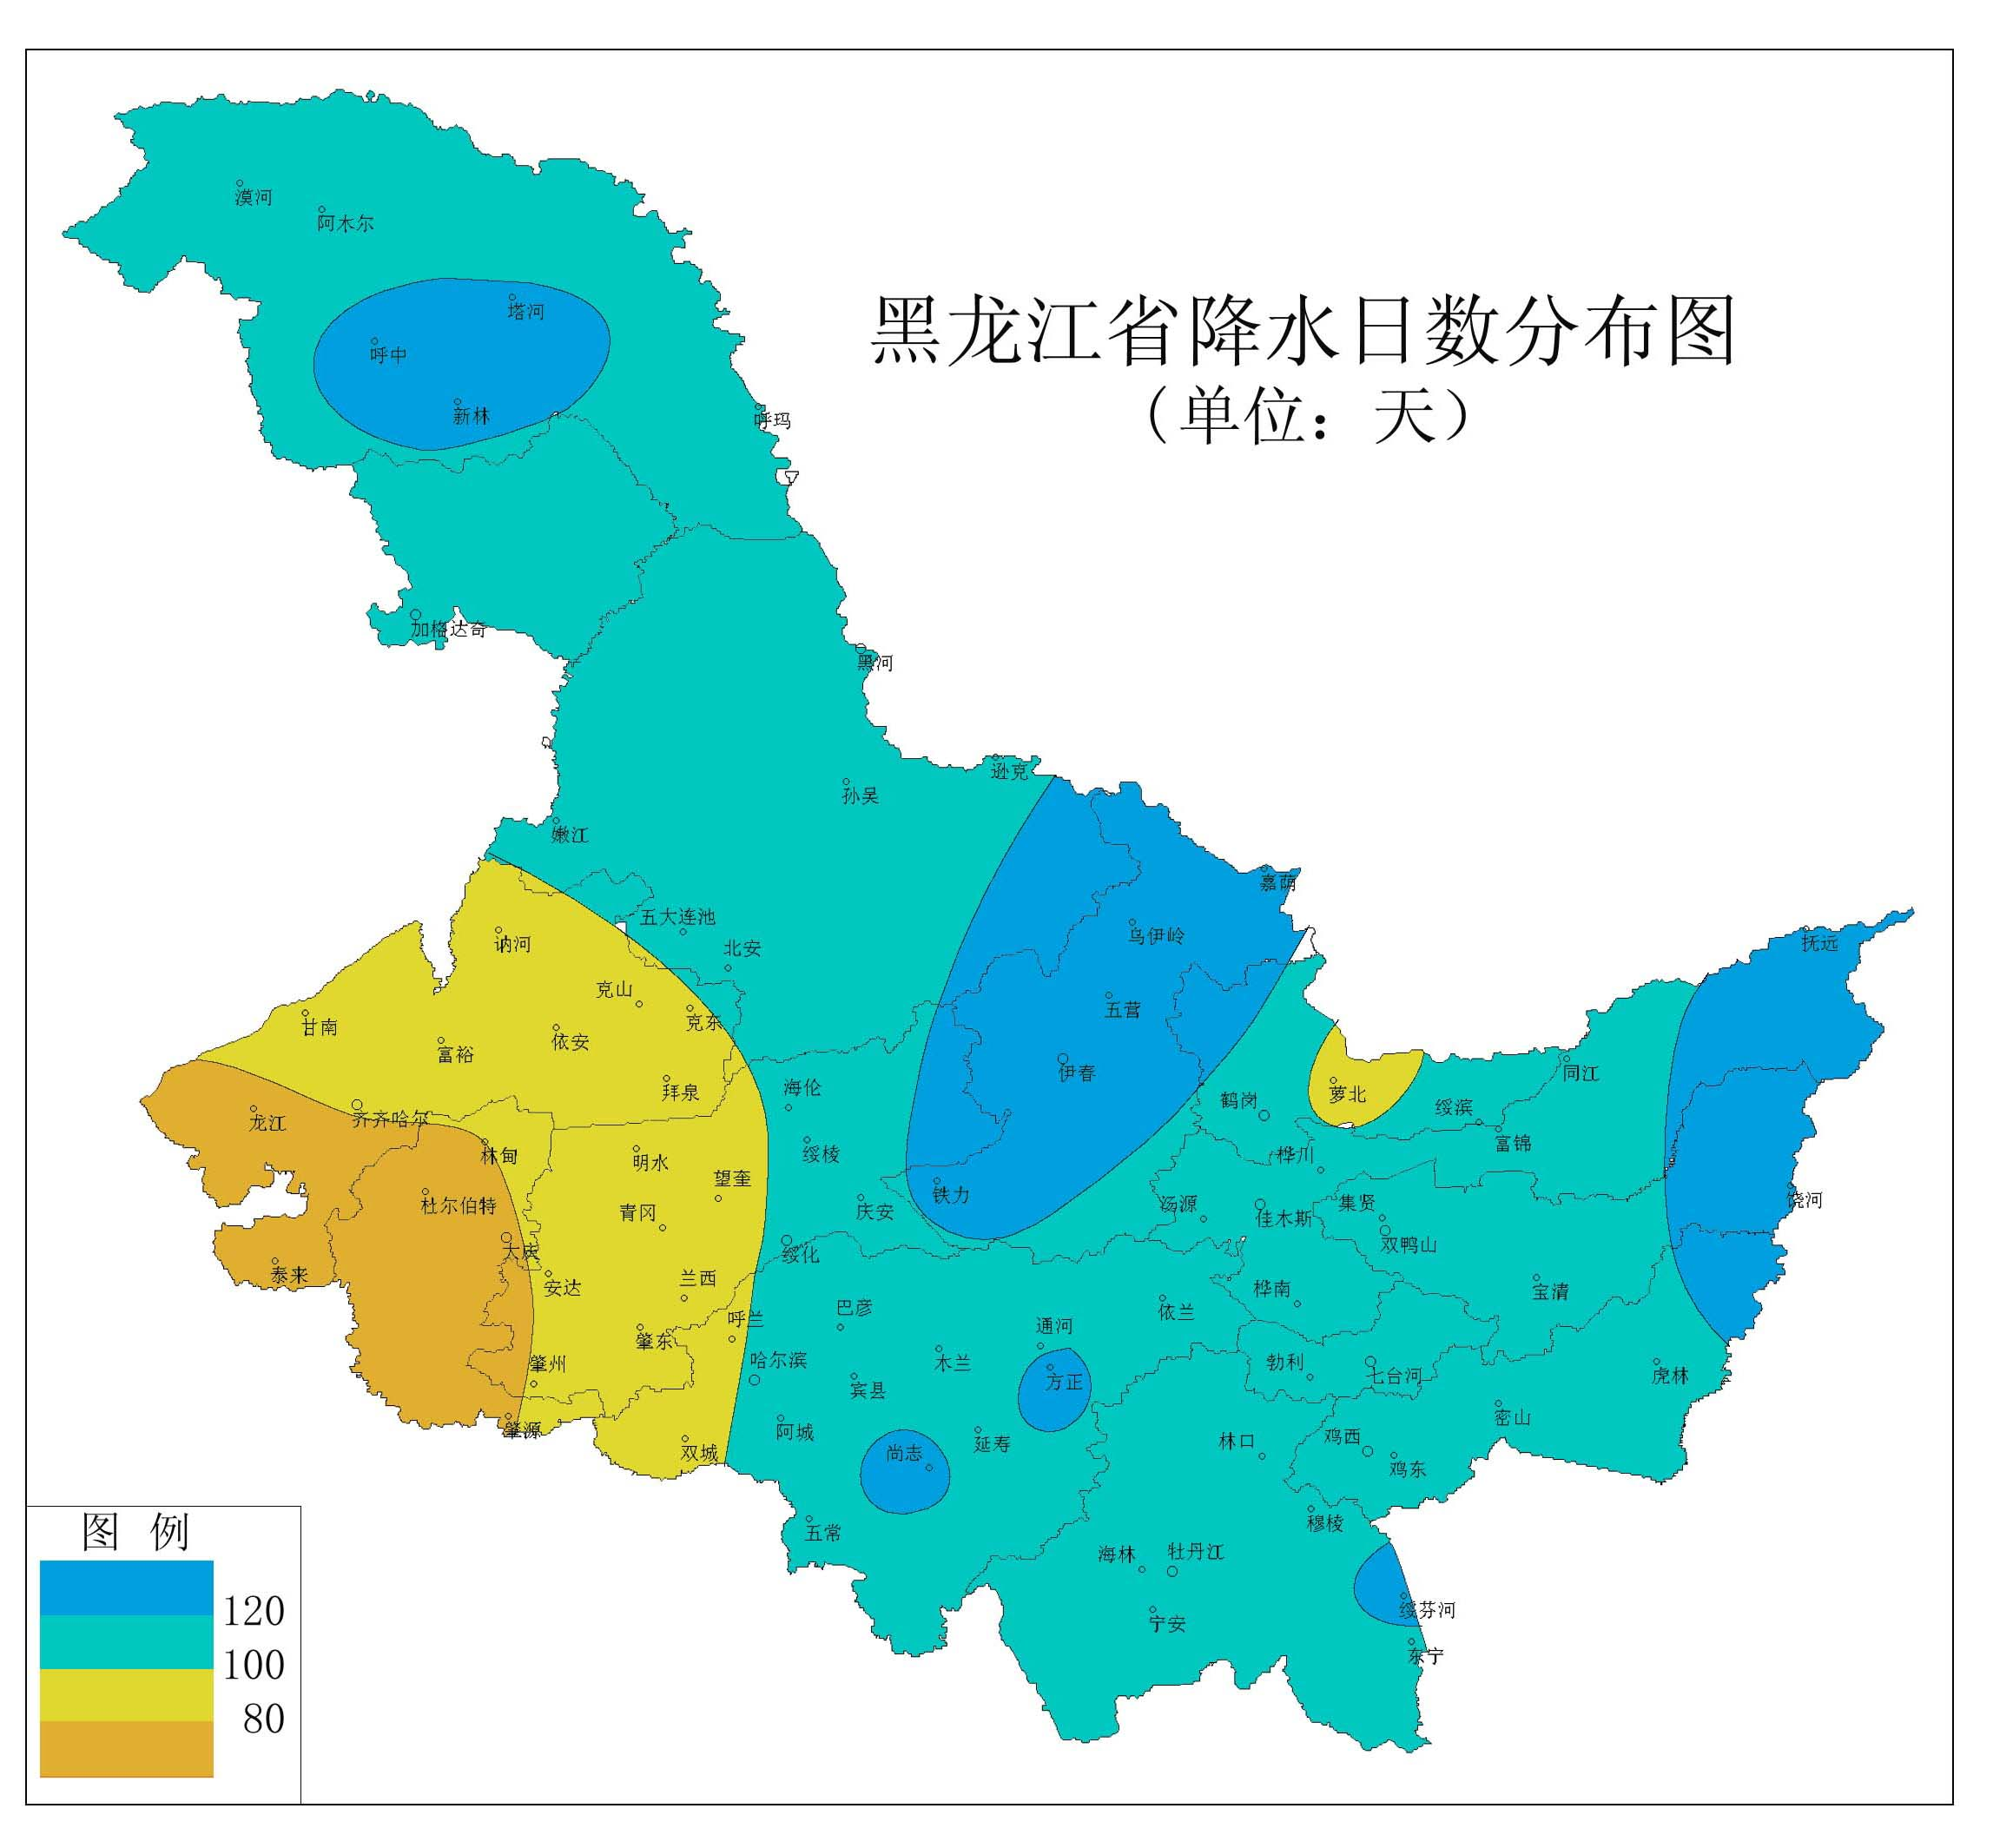 黑龙江省降水日数分布图
（单位：天）
漠河
阿木尔
塔河
呼中
新林
呼玛
加格达奇
黑河
逊克
孙吴
嫩江
嘉荫
五大连池
乌伊岭
抚远
讷河
北安
克山
五营
甘南
克东
依安
富裕
伊春
同江
海伦
拜泉
萝北
鹤岗
绥滨
齐齐哈尔
龙江
富锦
林甸
绥棱
桦川
明水
望奎
铁力
饶河
杜尔伯特
汤源
集贤
青冈
庆安
佳木斯
双鸭山
大庆
绥化
泰来
兰西
安达
桦南
宝清
巴彦
依兰
呼兰
通河
肇东
哈尔滨
肇州
木兰
勃利
七台河
虎林
宾县
方正
密山
肇源
阿城
鸡西
林口
延寿
双城
尚志
鸡东
穆棱
五常
海林
牡丹江
绥芬河
宁安
东宁
图 例
120
100
80